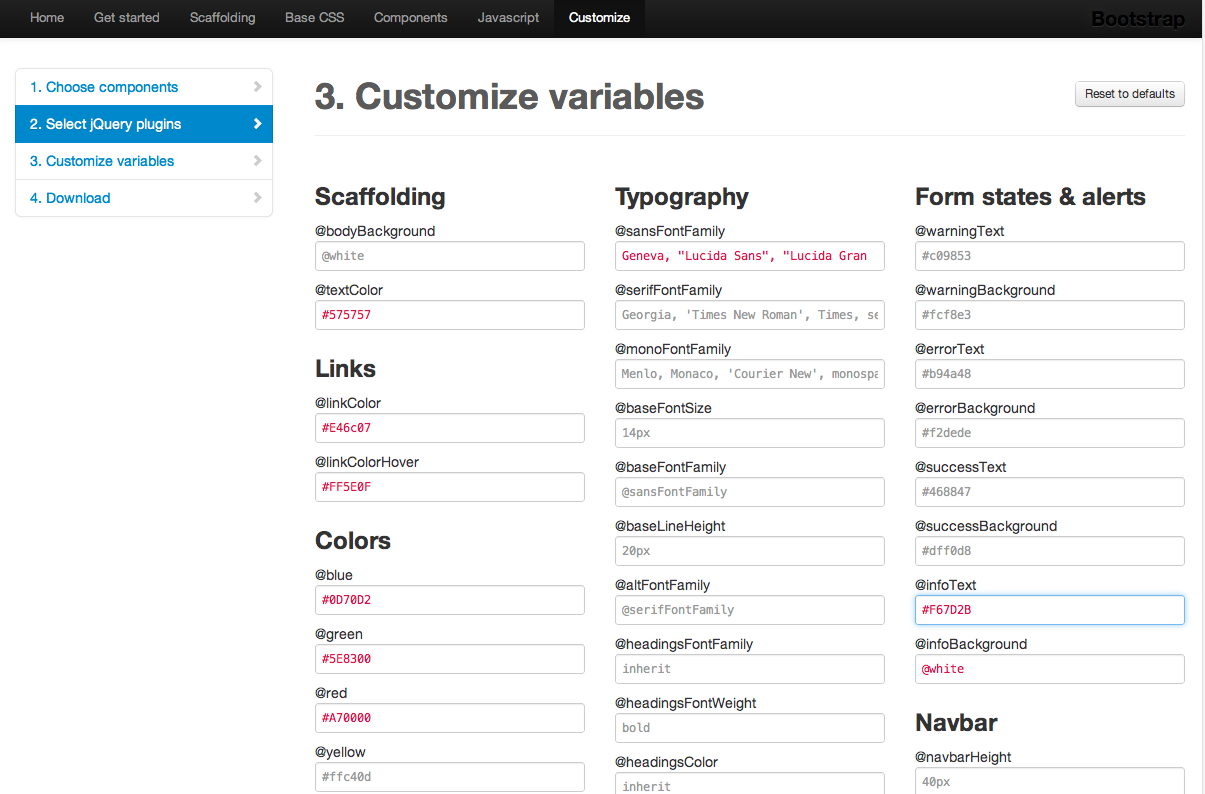 Home Get started Scaffolding Base CSS Components Javascript Customize Bootstrap
1. Choose components
2. Select jQuery plugins
3. Customize variables
4. Download
3. Customize variables
Reset to defaults
Scaffolding
@bodyBackground
@white
@textColor
#575757
Links
@linkColor
#E46c07
@linkColorHover
#FF5E0F
Colors
@blue
#0D70D2
@green
#5E8300
@red
#A70000
@yellow
#ffc40d
Typography
@sansFontFamily
Geneva, "Lucida Sans", "Lucida Gran
@serifFontFamily
Georgia, 'Times New Roman', Times, se
@monoFontFamily
Menlo, Monaco, 'Courier New', monospa
@baseFontSize
14px
@baseFontFamily
@sansFontFamily
@baseLineHeight
20px
@altFontFamily
@serifFontFamily
@headingsFontFamily
inherit
@headingsFontWeight
bold
@headingsColor
inherit
Form states & alerts
@warningText
#c09853
@warningBackground
#fcf8e3
@errorText
#b94a48
@errorBackground
#f2dede
@successText
#468847
@successBackground
#dff0d8
@infoText
#F67D2B
@infoBackground
@white
Navbar
@navbarHeight
40px